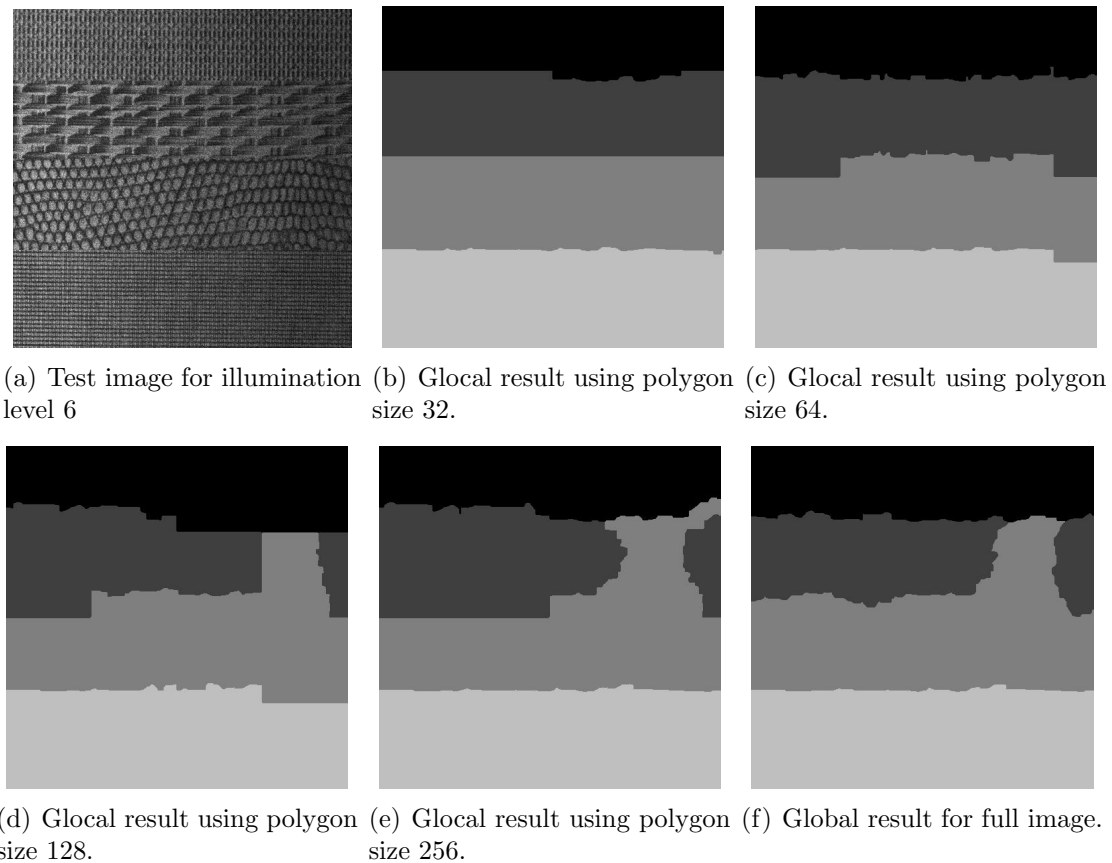 (a) Test image for illumination
level 6
(b) Glocal result using polygon
size 32.
(c) Glocal result using polygon
size 64.
(d) Glocal result using polygon
size 128.
(e) Glocal result using polygon
size 256.
(f) Global result for full image.